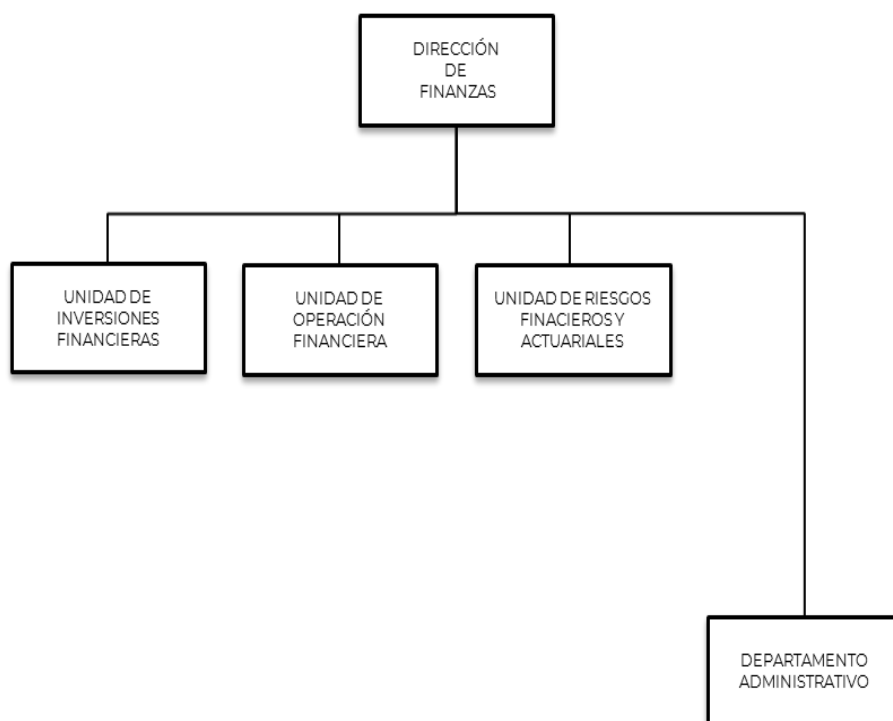 DIRECCIÓN
DE
FINANZAS
UNIDAD DE
INVERSIONES
FINANCIERAS
UNIDAD DE
OPERACIÓN
FINANCIERA
UNIDAD DE RIESGOS
FINACIEROS Y
ACTUARIALES
DEPARTAMENTO
ADMINISTRATIVO